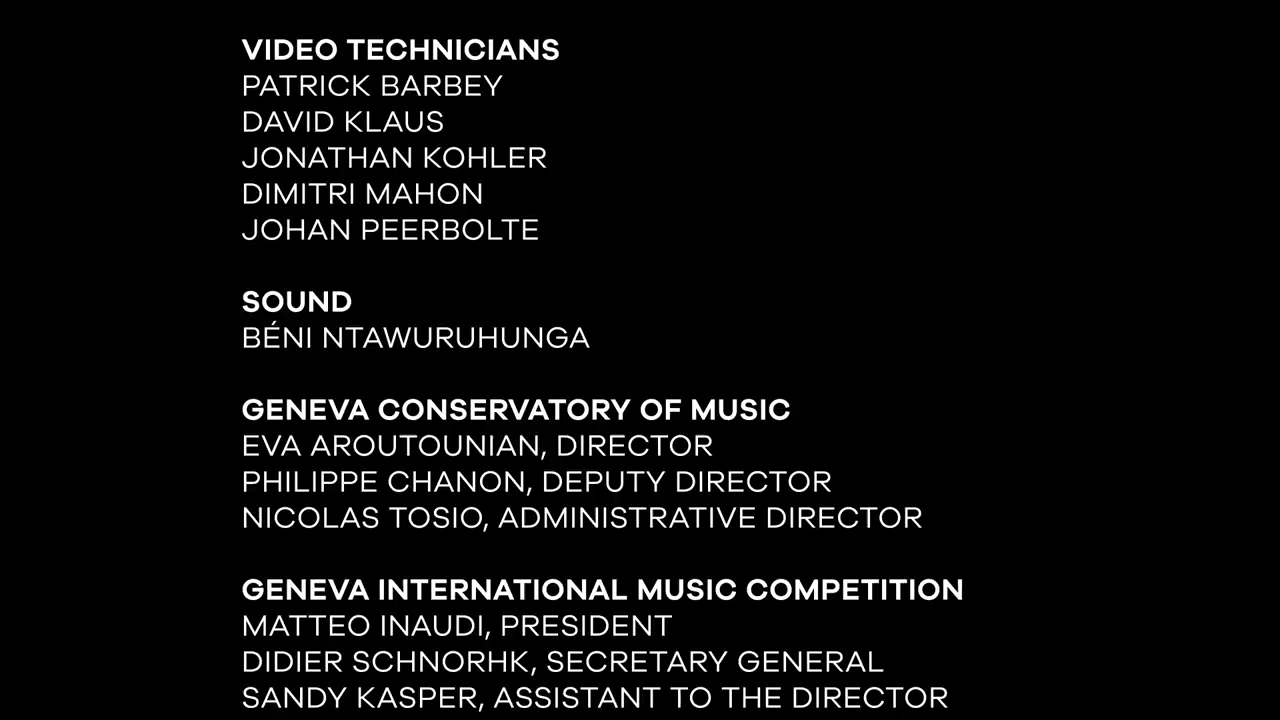 VIDEO TECHNICIANS
PATRICK BARBEY
DAVID KLAUS
JONATHAN KOHLER
DIMITRI MAHON
JOHAN PEERBOLTE
SOUND
BÉNI NTAWURUHUNGA
GENEVA CONSERVATORY OF MUSIC
EVA AROUTOUNIAN, DIRECTOR
PHILIPPE CHANON, DEPUTY DIRECTOR
NICOLAS TOSIO, ADMINISTRATIVE DIRECTOR
GENEVA INTERNATIONAL MUSIC COMPETITION
MATTEO INAUDI, PRESIDENT
DIDIER SCHNORHK, SECRETARY GENERAL
SANDY KASPER, ASSISTANT TO THE DIRECTOR